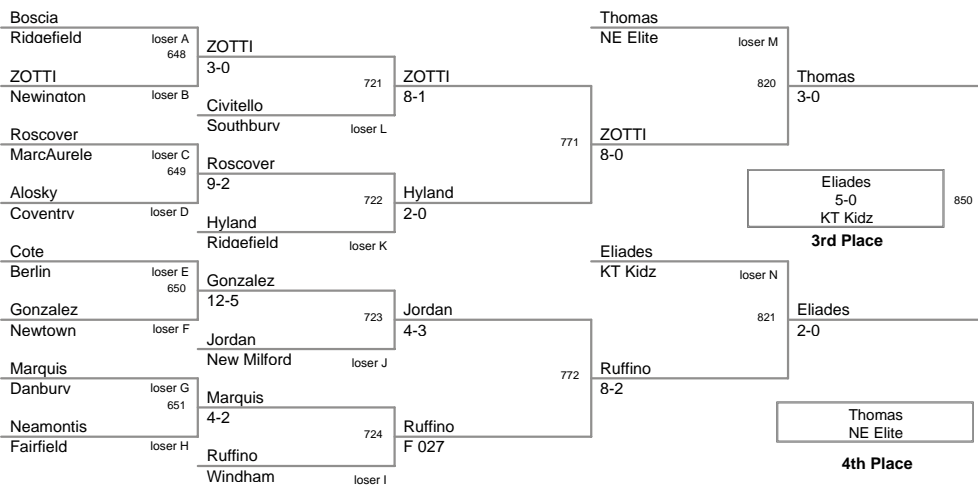 Boscia
Ridgefield
loser A
648
ZOTTI
Newington
loser B
Roscover
MarcAurele
loser C
649
Alosky
Coventry
loser D
Cote
Berlin
loser E
650
Gonzalez
Newtown
loser F
Marquis
Danbury
loser G
651
Neamontis
Fairfield
loser H
ZOTTI
3-0
721
Civitello
Southbury
loser L
Roscover
9-2
722
Hyland
Ridgefield
loser K
Gonzalez
12-5
723
Jordan
New Milford
loser J
Marquis
4-2
724
Ruffino
Windham
loser I
ZOTTI
8-1
771
Hyland
2-0
Jordan
4-3
772
Ruffino
F 027
Thomas
NE Elite
loser M
820
ZOTTI
8-0
Eliades
KT Kidz
loser N
821
Ruffino
8-2
Thomas
3-0
Eliades
5-0
KT Kidz
850
3rd Place
Eliades
2-0
Thomas
NE Elite
4th Place